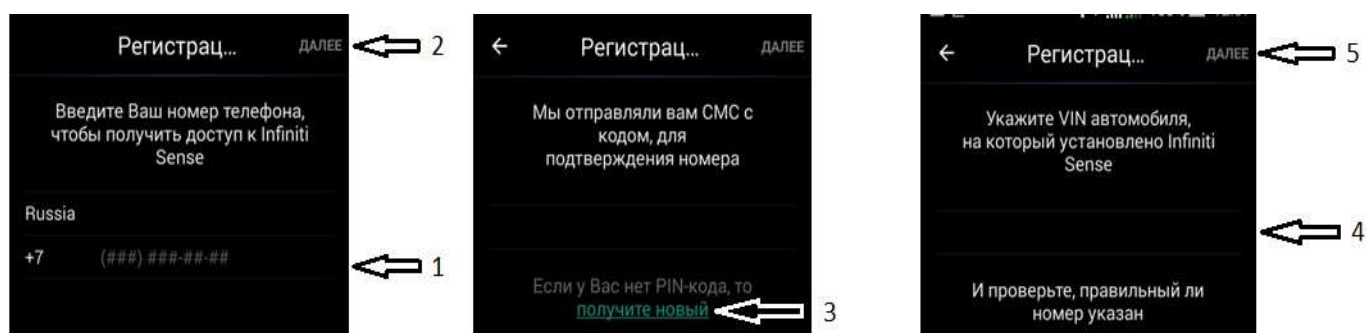 Регистрац...
ДАЛЕЕ
2
Введите Ваш номер телефона,
чтобы получить доступ к Infiniti
Sense
Russia
+7 (###) ###-##-##
1
← Регистрац...
ДАЛЕЕ
Мы отправляли вам СМС с
кодом, для
подтверждения номера
Если у Вас нет PIN-кода, то
получите новый
3
← Регистрац...
ДАЛЕЕ
5
Укажите VIN автомобиля,
на который установлено Infiniti
Sense
4
И проверьте, правильный ли
номер указан